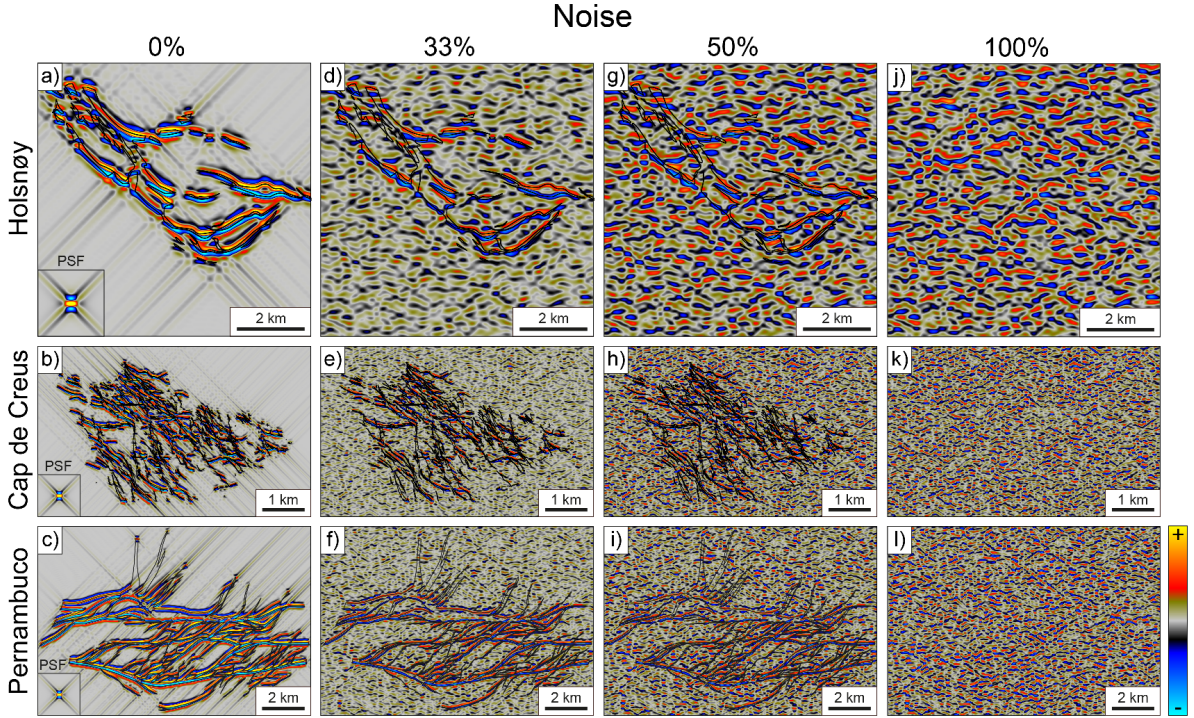 Noise
0% 33% 50% 100%
Holsnøy
a) d) g) j)
PSF
2 km 2 km 2 km 2 km
Cap de Creus
b) e) h) k)
PSF
1 km 1 km 1 km 1 km
Pernambuco
c) f) i) l)
PSF
2 km 2 km 2 km 2 km
+
-